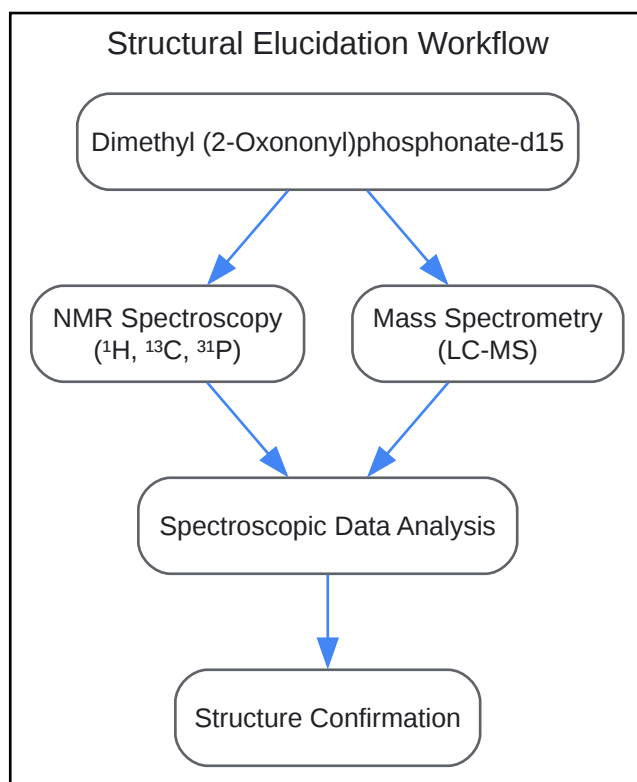 Structural Elucidation Workflow
Dimethyl (2-Oxononyl)phosphonate-d15
NMR Spectroscopy
(¹H, ¹³C, ³¹P)
Mass Spectrometry
(LC-MS)
Spectroscopic Data Analysis
Structure Confirmation